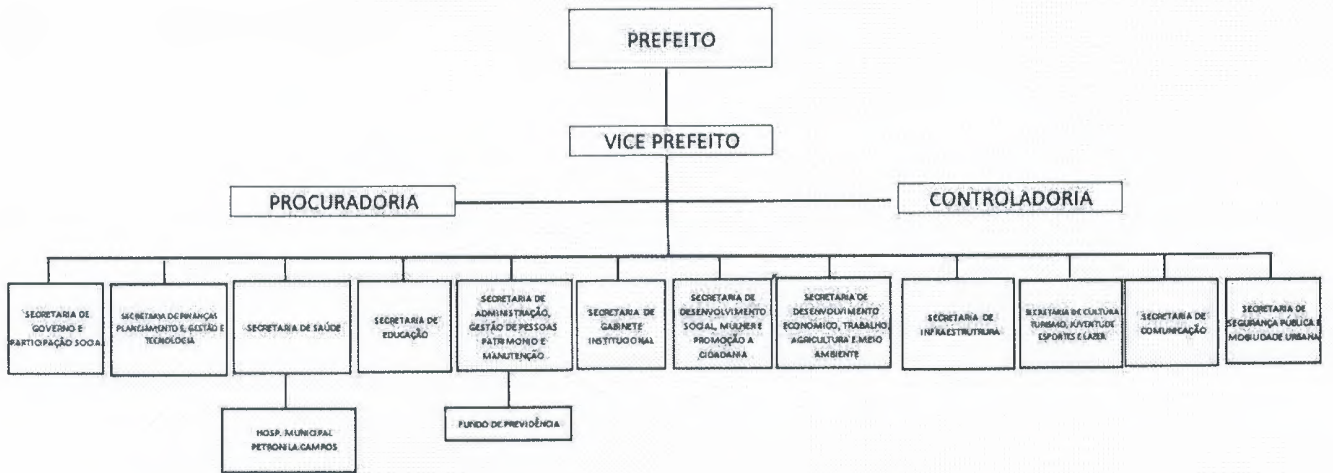 PREFEITO
VICE PREFEITO
PROCURADORIA
CONTROLADORIA
SECRETARIA DE
GOVERNO E
PARTICIPAÇÃO SOCIAL
SECRETARIA DE FINANÇAS
PLANEJAMENTO E, GESTÃO E
TECNOLOGIA
SECRETARIA DE SAÚDE
SECRETARIA DE
EDUCAÇÃO
SECRETARIA DE
ADMINISTRAÇÃO,
GESTÃO DE PESSOAS
PATRIMONIO E
MANUTENÇÃO
SECRETARIA DE
GABINETE
INSTITUCIONAL
SECRETARIA DE
DESENVOLVIMENTO
SOCIAL, MULHER E
PROMOÇÃO A
CIDADANIA
SECRETARIA DE
DESENVOLVIMENTO
ECONOMICO, TRABALHO,
AGRICULTURA E MEIO
AMBIENTE
SECRETARIA DE
INFRAESTRUTRURA
SECRETARIA DE CULTURA
TURISMO, JUVENTUDE
ESPORTES E LAZER
SECRETARIA DE
COMUNICAÇÃO
SECRETARIA DE
SEGURANÇA PÚBLICA E
MOBILIDADE URBANA
HOSP. MUNICIPAL
PETRONILA CAMPOS
FUNDO DE PREVIDÊNCIA